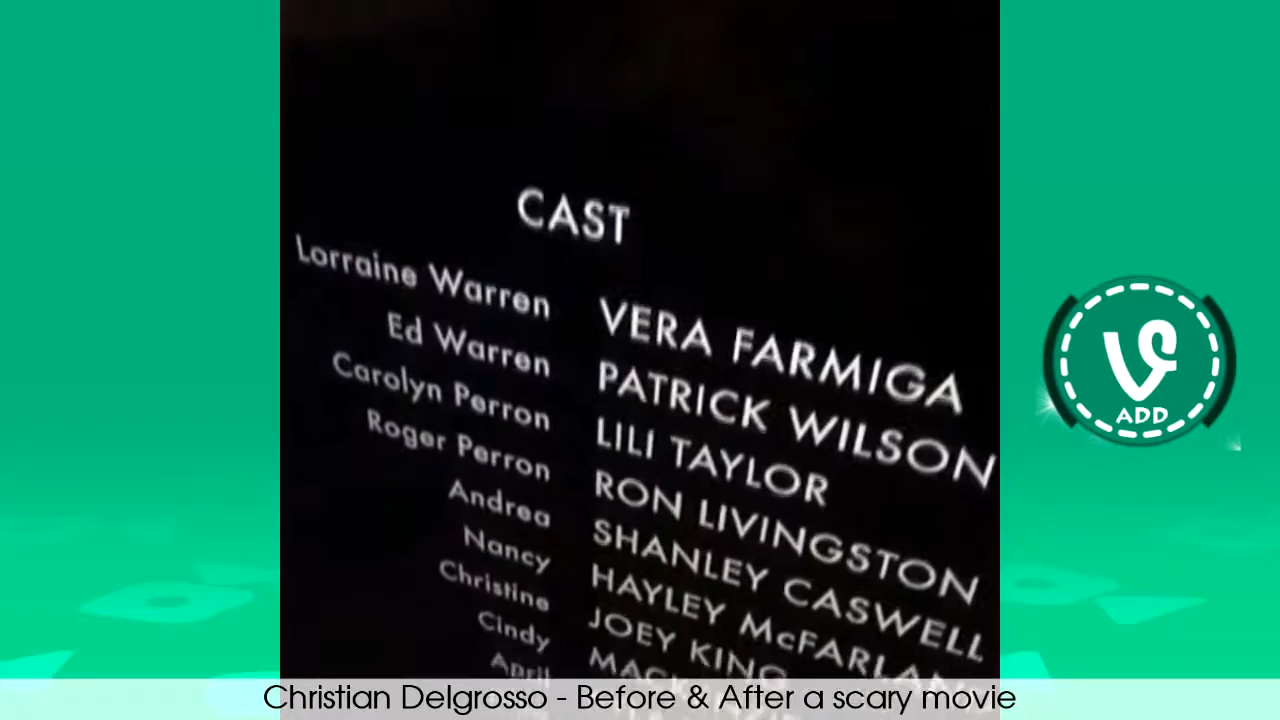 CAST
Lorraine Warren VERA FARMIGA
Ed Warren PATRICK WILSON
Carolyn Perron LILI TAYLOR
Roger Perron RON LIVINGSTON
Andrea SHANLEY CASWELL
Nancy HAYLEY
Christine JOEY KING
Cindy
April
ADD
Christian Delgrosso - Before & After a scary movie